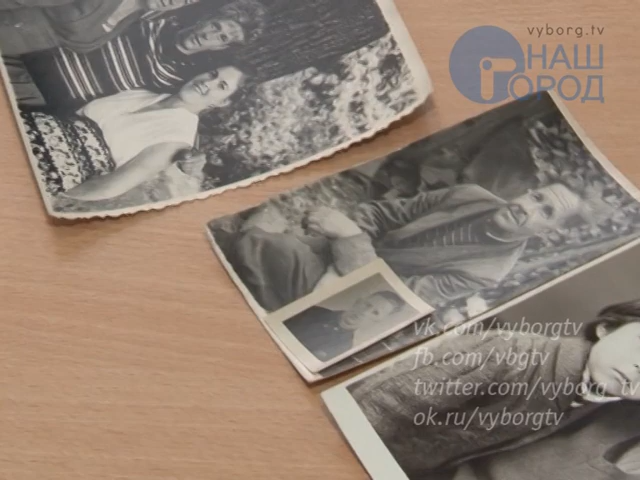 vyborg.tv
НАШ
ГОРОД
vk.com/vyborgtv
fb.com/vbgtv
twitter.com/vyborg_tv
ok.ru/vyborgtv